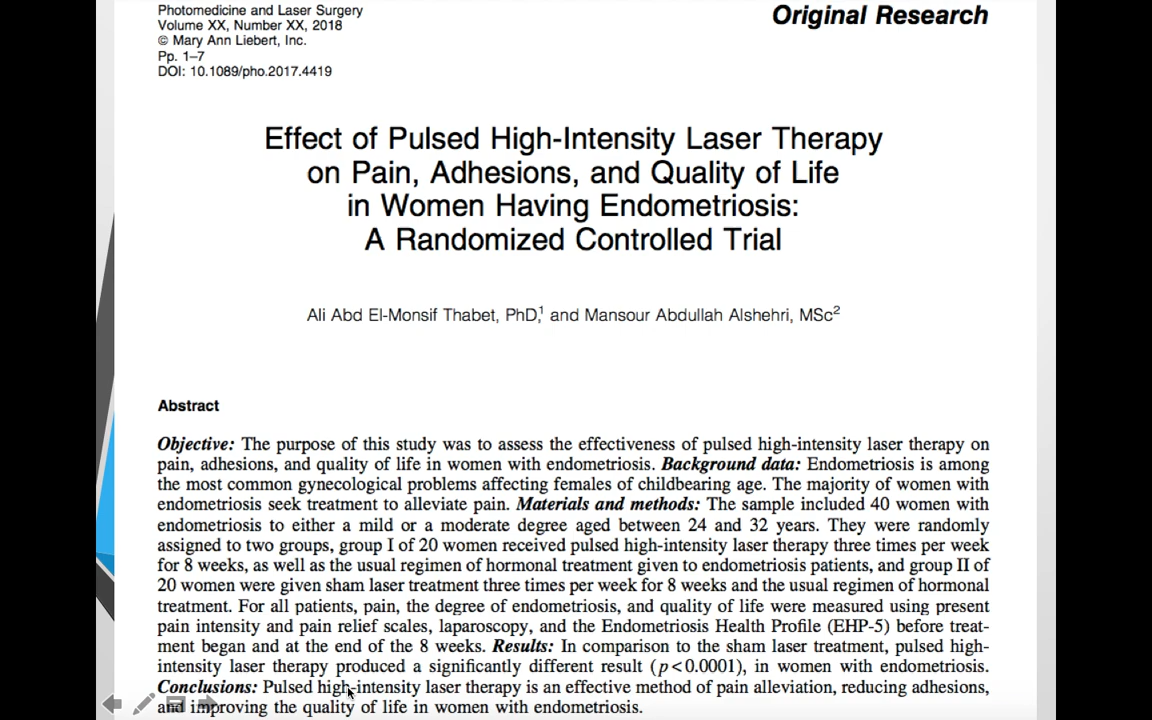 Photomedicine and Laser Surgery
Volume XX, Number XX, 2018
© Mary Ann Liebert, Inc.
Pp. 1–7
DOI: 10.1089/pho.2017.4419
Original Research
Effect of Pulsed High-Intensity Laser Therapy
on Pain, Adhesions, and Quality of Life
in Women Having Endometriosis:
A Randomized Controlled Trial
Ali Abd El-Monsif Thabet, PhD,1 and Mansour Abdullah Alshehri, MSc2
Abstract
Objective: The purpose of this study was to assess the effectiveness of pulsed high-intensity laser therapy on
pain, adhesions, and quality of life in women with endometriosis. Background data: Endometriosis is among
the most common gynecological problems affecting females of childbearing age. The majority of women with
endometriosis seek treatment to alleviate pain. Materials and methods: The sample included 40 women with
endometriosis to either a mild or a moderate degree aged between 24 and 32 years. They were randomly
assigned to two groups, group I of 20 women received pulsed high-intensity laser therapy three times per week
for 8 weeks, as well as the usual regimen of hormonal treatment given to endometriosis patients, and group II of
20 women were given sham laser treatment three times per week for 8 weeks and the usual regimen of hormonal
treatment. For all patients, pain, the degree of endometriosis, and quality of life were measured using present
pain intensity and pain relief scales, laparoscopy, and the Endometriosis Health Profile (EHP-5) before treat-
ment began and at the end of the 8 weeks. Results: In comparison to the sham laser treatment, pulsed high-
intensity laser therapy produced a significantly different result (p<0.0001), in women with endometriosis.
Conclusions: Pulsed high-intensity laser therapy is an effective method of pain alleviation, reducing adhesions,
and improving the quality of life in women with endometriosis.